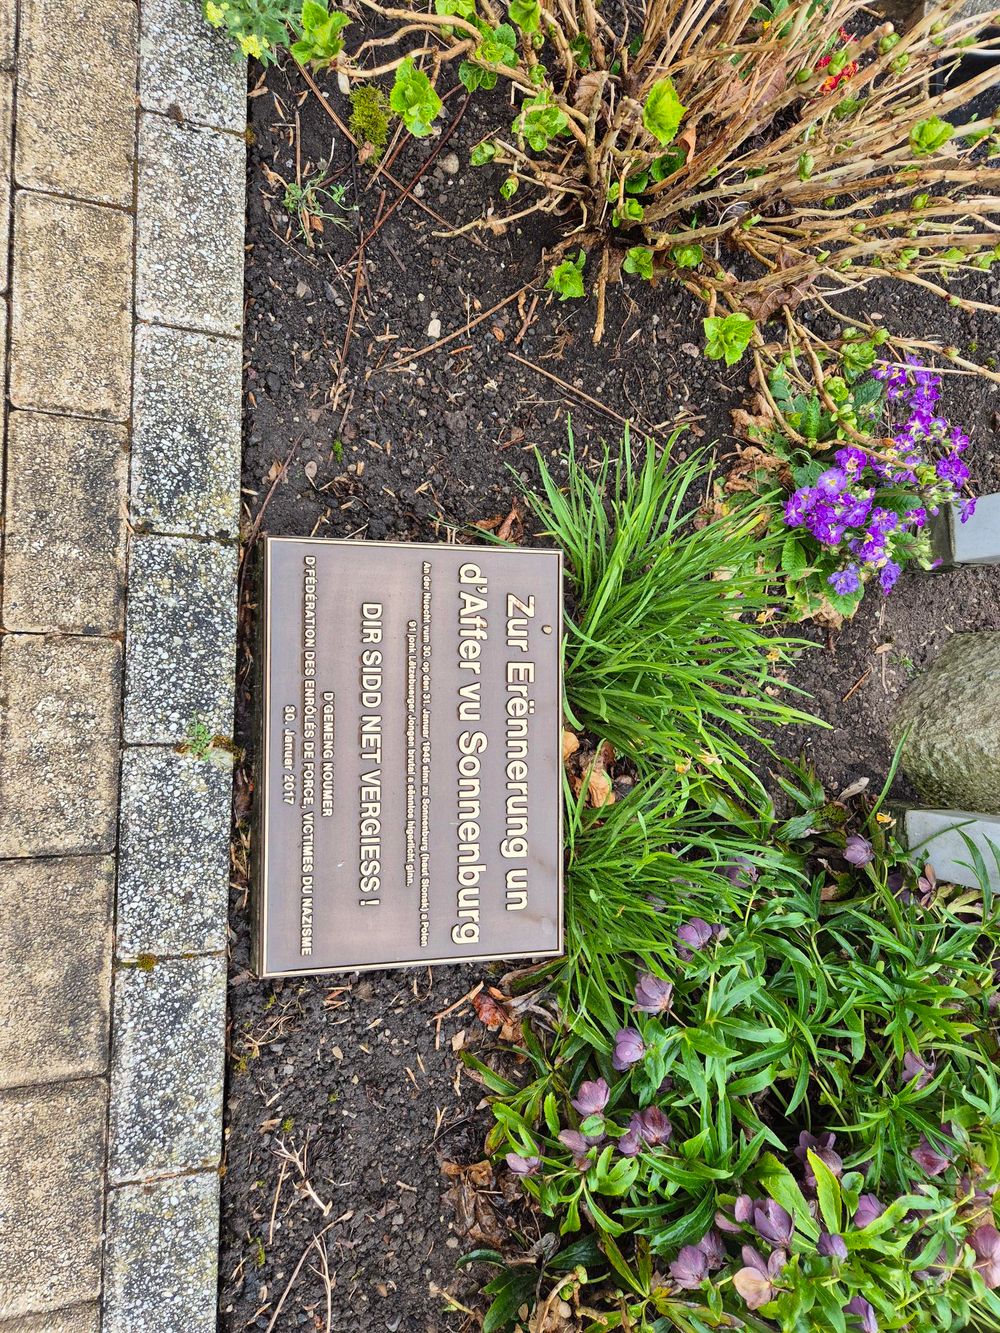 Zur Erënnerung un
d'Affer vu Sonnenburg
An der Nuecht vum 30. op den 31. Januar 1945 sinn zu Sonnenburg (haut Slonsk) a Polen
91 jonk Lëtzebuerger Jongen brutal a sënnlos higeriicht ginn.
DIR SIDD NET VERGIESS !
D'GEMENG NOUMER
D'FÉDÉRATION DES ENRÔLÉS DE FORCE, VICTIMES DU NAZISME
30. Januar 2017